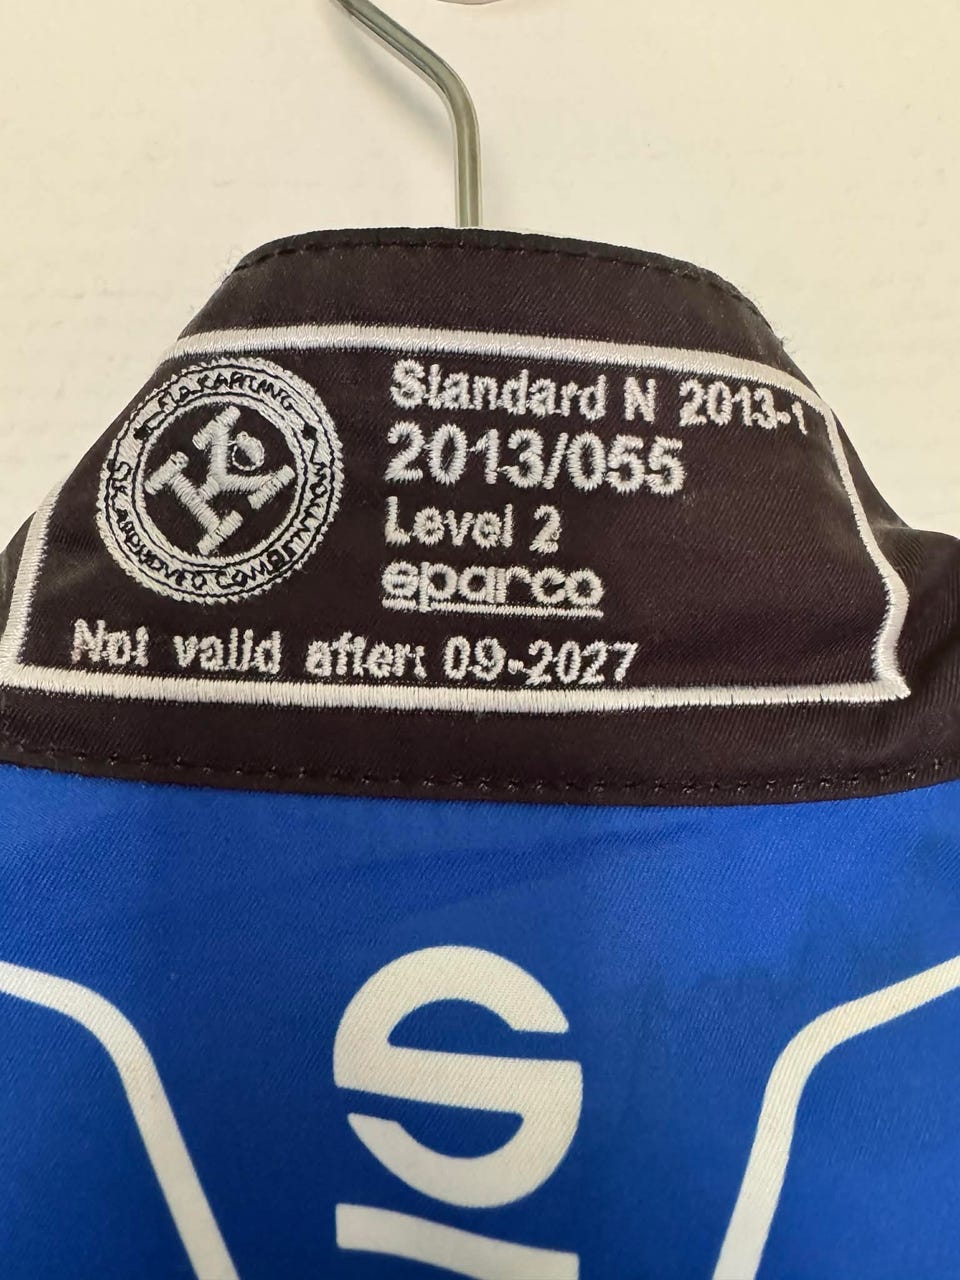 Standard N 2013-1
2013/055
Level 2
sparco
Not valid after: 09-2027